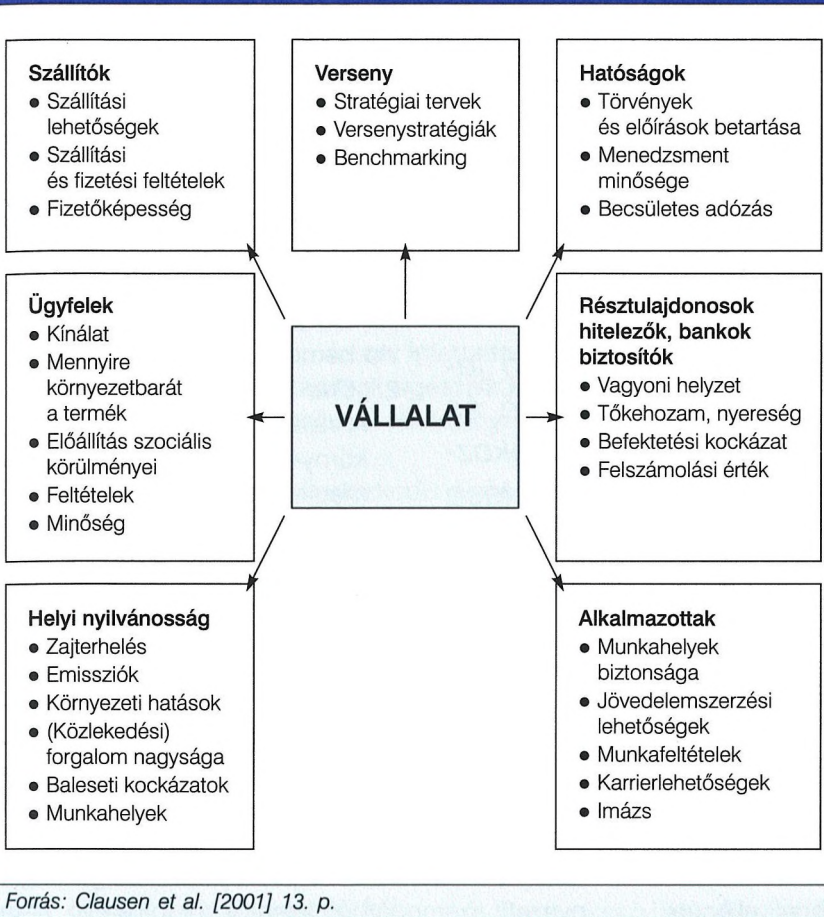 Szállítók
● Szállítási
lehetőségek
● Szállítási
és fizetési feltételek
● Fizetőképesség
Verseny
● Stratégiai tervek
● Versenystratégiák
● Benchmarking
Hatóságok
● Törvények
és előírások betartása
● Menedzsment
minősége
● Becsületes adózás
Ügyfelek
● Kínálat
● Mennyire
környezetbarát
a termék
● Előállítás szociális
körülményei
● Feltételek
● Minőség
VÁLLALAT
Résztulajdonosok
hitelezők, bankok
biztosítók
● Vagyoni helyzet
● Tőkehozam, nyereség
● Befektetési kockázat
● Felszámolási érték
Helyi nyilvánosság
● Zajterhelés
● Emissziók
● Környezeti hatások
● (Közlekedési)
forgalom nagysága
● Baleseti kockázatok
● Munkahelyek
Alkalmazottak
● Munkahelyek
biztonsága
● Jövedelemszerzési
lehetőségek
● Munkafeltételek
● Karrierlehetőségek
● Imázs
Forrás: Clausen et al. [2001] 13. p.